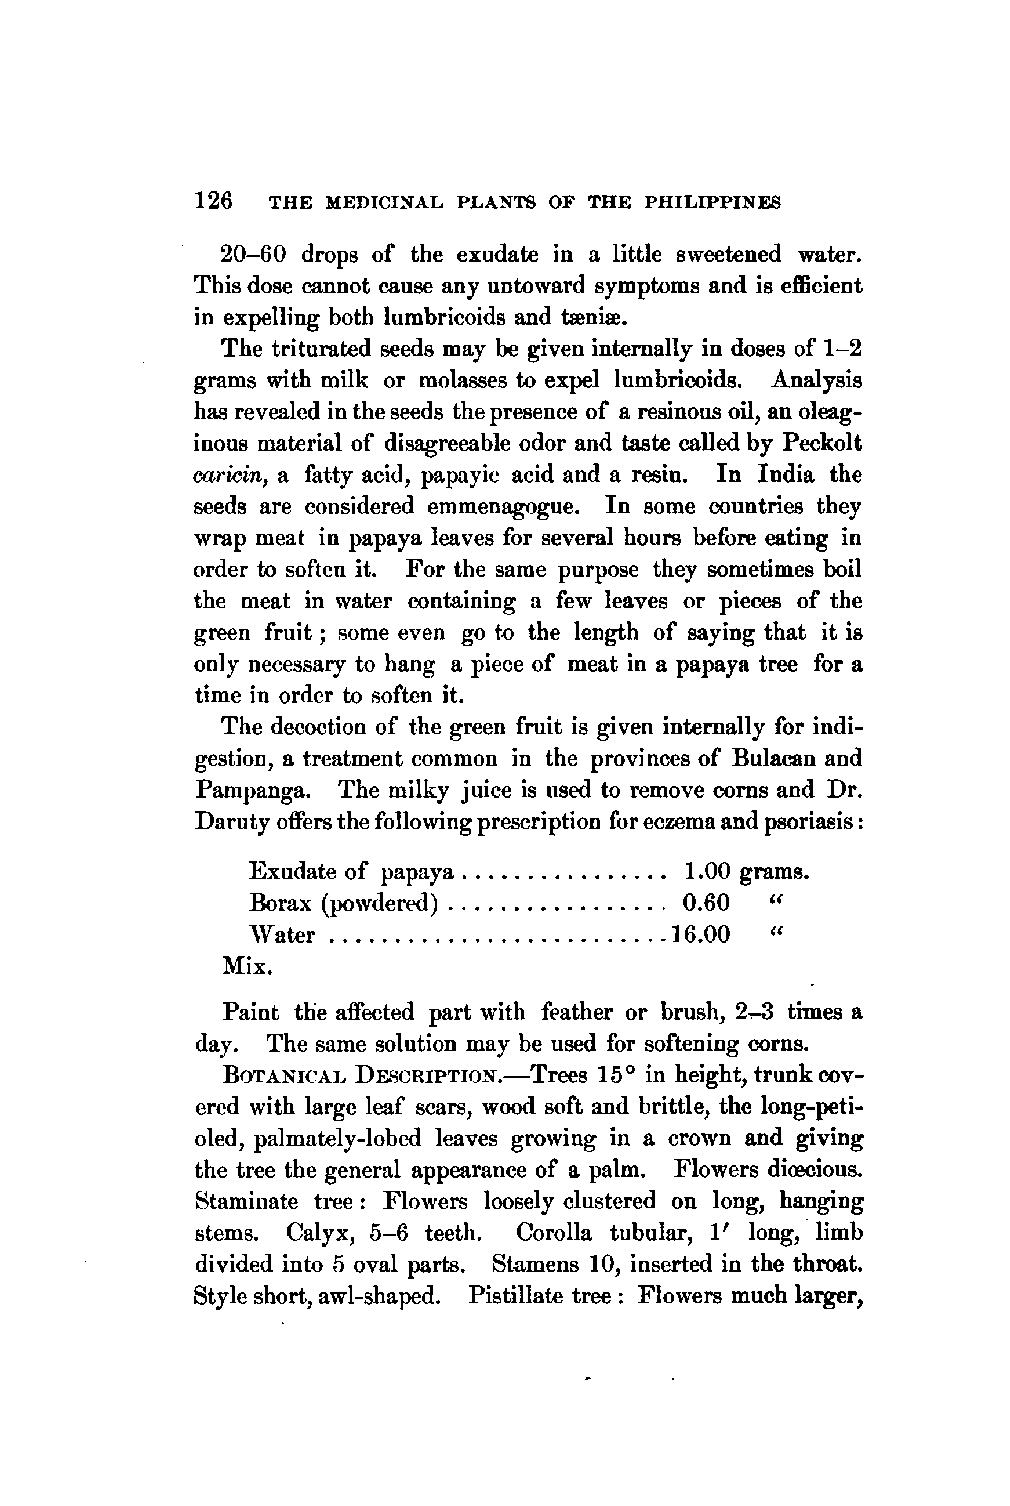 126 THE MEDICINAL PLANTS OF THE PHILIPPINES
20–60 drops of the exudate in a little sweetened water.
This dose cannot cause any untoward symptoms and is efficient
in expelling both lumbricoids and tæniæ.
The triturated seeds may be given internally in doses of 1–2
grams with milk or molasses to expel lumbricoids. Analysis
has revealed in the seeds the presence of a resinous oil, an oleag-
inous material of disagreeable odor and taste called by Peckolt
caricin, a fatty acid, papayic acid and a resin. In India the
seeds are considered emmenagogue. In some countries they
wrap meat in papaya leaves for several hours before eating in
order to soften it. For the same purpose they sometimes boil
the meat in water containing a few leaves or pieces of the
green fruit ; some even go to the length of saying that it is
only necessary to hang a piece of meat in a papaya tree for a
time in order to soften it.
The decoction of the green fruit is given internally for indi-
gestion, a treatment common in the provinces of Bulacan and
Pampanga. The milky juice is used to remove corns and Dr.
Daruty offers the following prescription for eczema and psoriasis :
Exudate of papaya . . . . . . . . . . . . . . . . 1.00 grams.
Borax (powdered) . . . . . . . . . . . . . . . . . 0.60 “
Water . . . . . . . . . . . . . . . . . . . . . . . . . . 16.00 “
Mix.
Paint the affected part with feather or brush, 2–3 times a
day. The same solution may be used for softening corns.
BOTANICAL DESCRIPTION.—Trees 15° in height, trunk cov-
ered with large leaf scars, wood soft and brittle, the long-peti-
oled, palmately-lobed leaves growing in a crown and giving
the tree the general appearance of a palm. Flowers diœcious.
Staminate tree : Flowers loosely clustered on long, hanging
stems. Calyx, 5–6 teeth. Corolla tubular, 1′ long, limb
divided into 5 oval parts. Stamens 10, inserted in the throat.
Style short, awl-shaped. Pistillate tree : Flowers much larger,